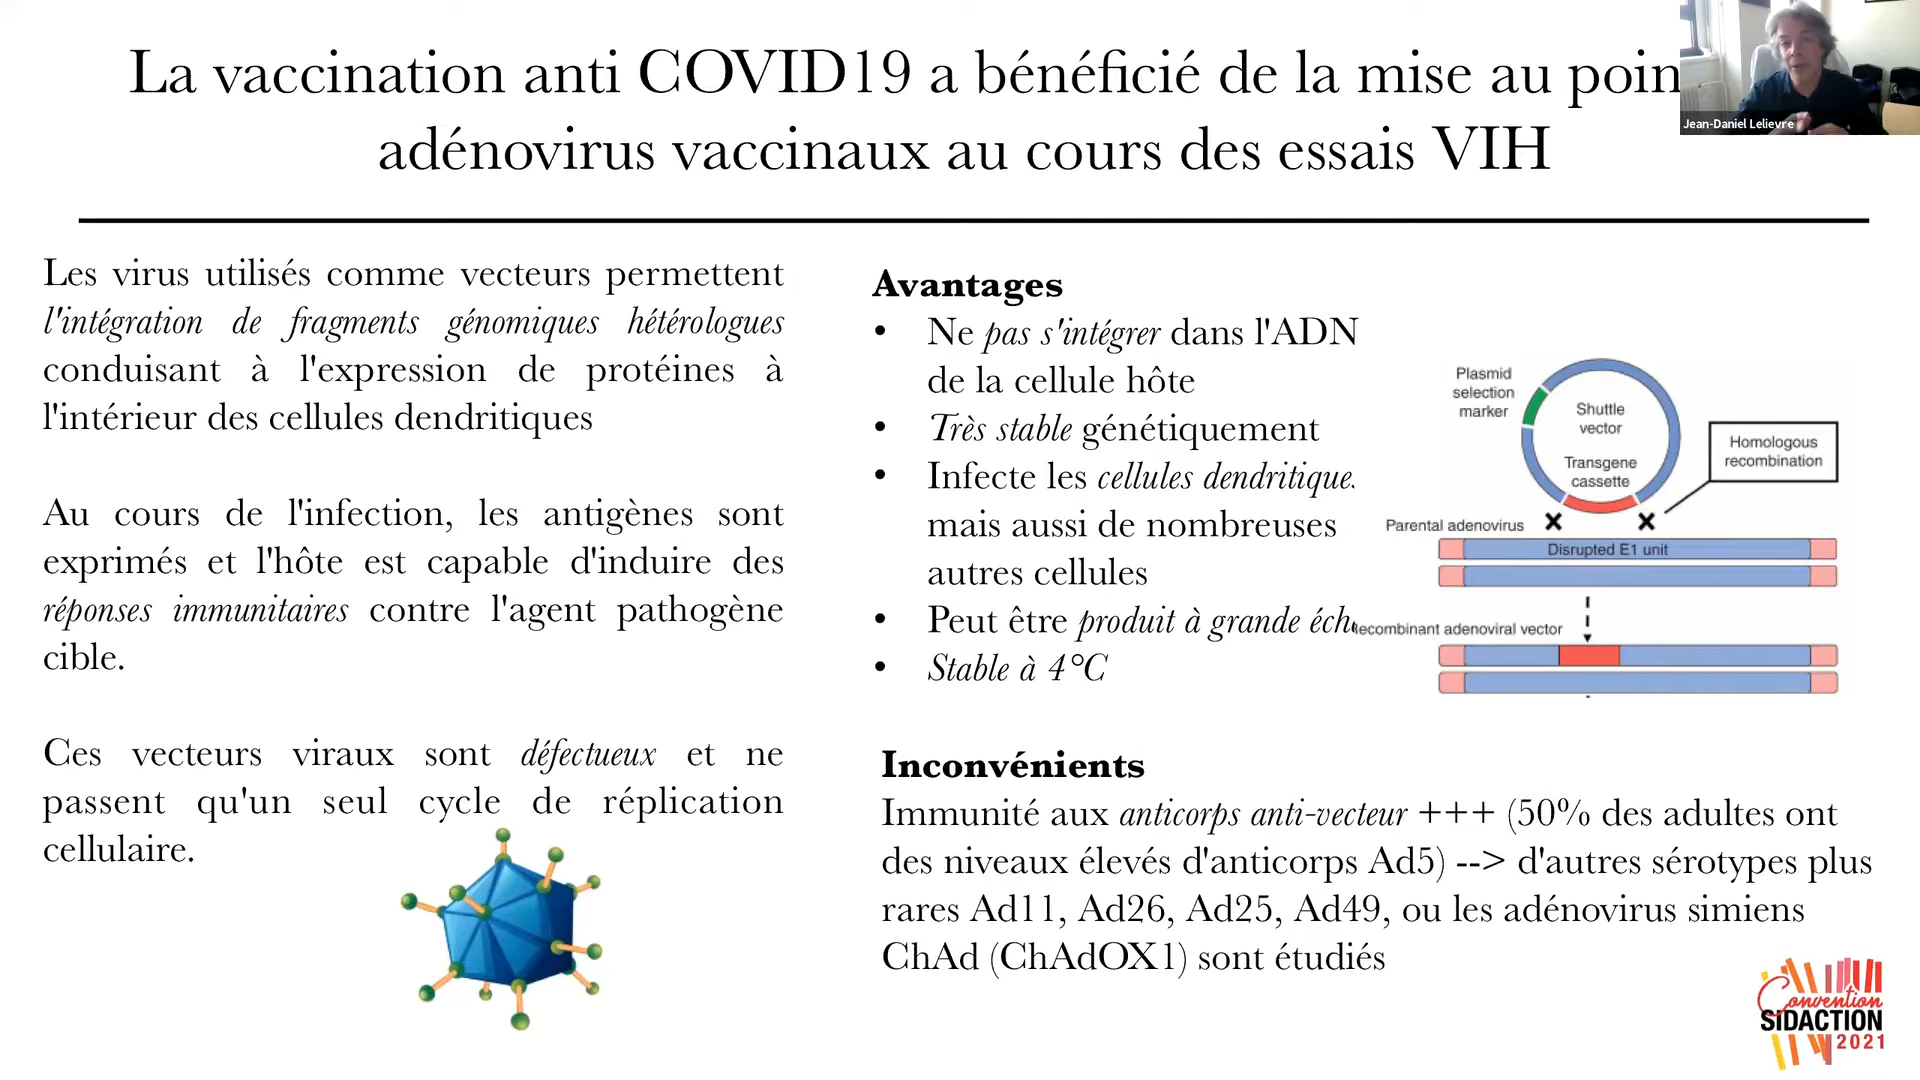 La vaccination anti COVID19 a bénéficié de la mise au poin
adénovirus vaccinaux au cours des essais VIH
Jean-Daniel Lelievre
Les virus utilisés comme vecteurs permettent
l'intégration de fragments génomiques hétérologues
conduisant à l'expression de protéines à
l'intérieur des cellules dendritiques
Au cours de l'infection, les antigènes sont
exprimés et l'hôte est capable d'induire des
réponses immunitaires contre l'agent pathogène
cible.
Ces vecteurs viraux sont défectueux et ne
passent qu'un seul cycle de réplication
cellulaire.
Avantages
• Ne pas s'intégrer dans l'ADN
de la cellule hôte
• Très stable génétiquement
• Infecte les cellules dendritique
mais aussi de nombreuses
autres cellules
• Peut être produit à grande éch
• Stable à 4°C
Plasmid
selection
marker
Shuttle
vector
Transgene
cassette
Homologous
recombination
Parental adenovirus
Disrupted E1 unit
Recombinant adenoviral vector
Inconvénients
Immunité aux anticorps anti-vecteur +++ (50% des adultes ont
des niveaux élevés d'anticorps Ad5) --> d'autres sérotypes plus
rares Ad11, Ad26, Ad25, Ad49, ou les adénovirus simiens
ChAd (ChAdOX1) sont étudiés
Convention
SIDACTION
2021